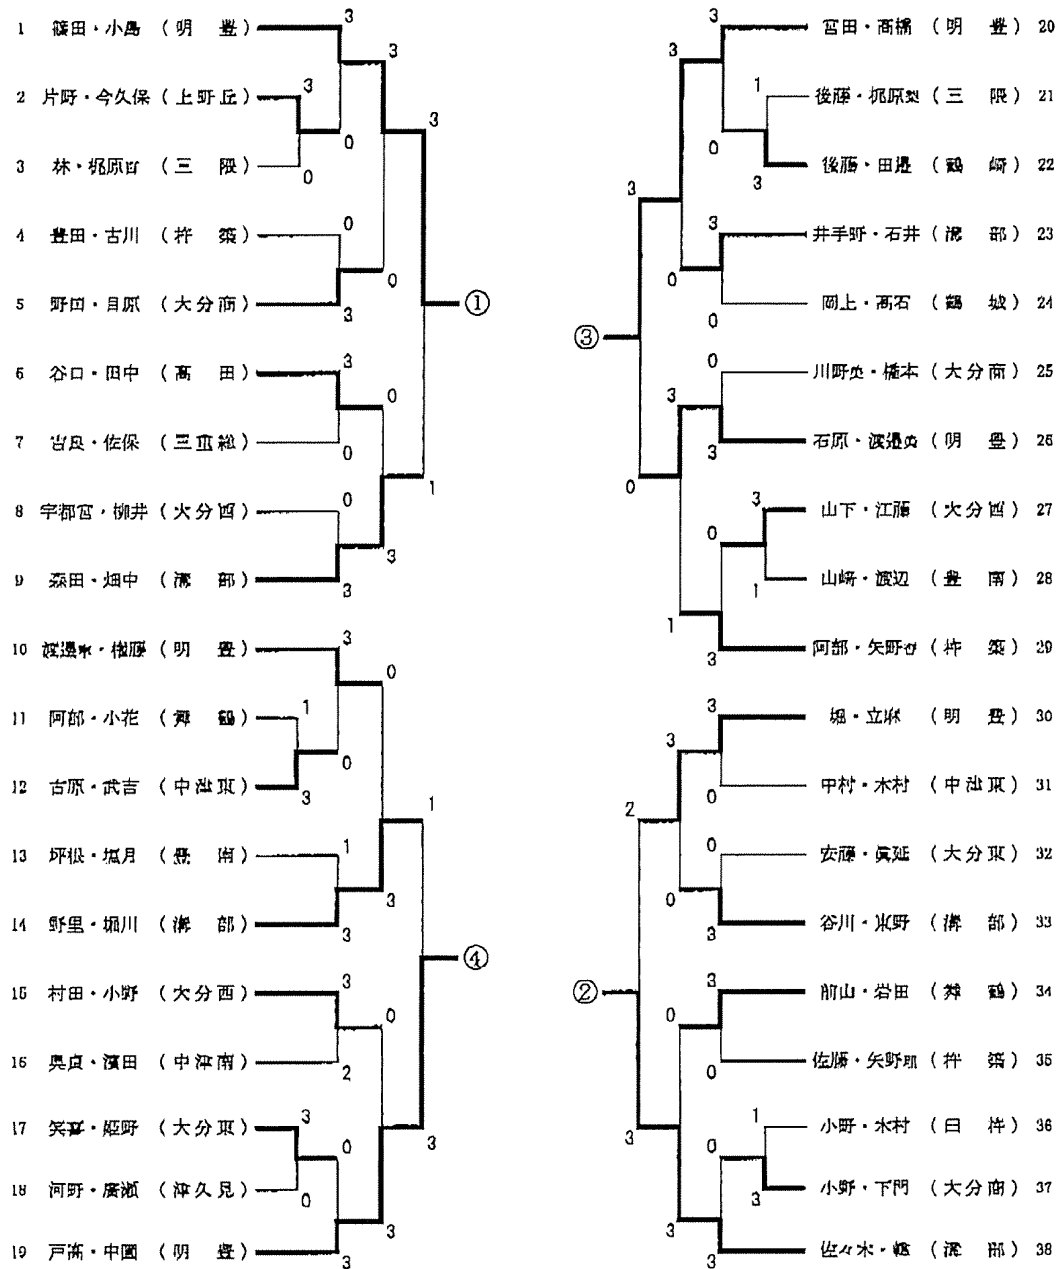 1 篠田・小島 (明 豊)
2 片野・今久保 (上野丘)
3 林・梶原 (三 隈)
4 豊田・古川 (杵 築)
5 野田・目原 (大分商)
6 谷口・田中 (高 田)
7 吉良・佐保 (三重総)
8 宇都宮・柳井 (大分西)
9 森田・畑中 (溝 部)
10 渡邉・権藤 (明 豊)
11 阿部・小花 (舞 鶴)
12 古原・武吉 (中津東)
13 坪根・塩月 (豊 南)
14 野里・堀川 (溝 部)
15 村田・小野 (大分西)
16 奥貞・濱田 (中津南)
17 ・姫野 (大分東)
18 河野・廣瀬 (津久見)
19 戸高・中園 (明 豊)
3 3 3
3 0 0
0 0
3
①
3 0
0
0 3 1
3
3 0
1 0
3
1 1
3 3
④
3 0
2
3 0
0 3 3
3
宮田・高橋 (明 豊) 20
後藤・梶原 (三 隈) 21
後藤・田邉 (鶴 崎) 22
井手野・石井 (溝 部) 23
岡上・高石 (鶴 城) 24
川野・橋本 (大分商) 25
石原・渡邉 (明 豊) 26
山下・江藤 (大分西) 27
山崎・渡辺 (豊 南) 28
阿部・矢野 (杵 築) 29
堀・立麻 (明 豊) 30
中村・木村 (中津東) 31
安藤・眞延 (大分東) 32
谷川・東野 (溝 部) 33
前山・岩田 (舞 鶴) 34
佐藤・矢野 (杵 築) 35
小野・木村 (臼 杵) 36
小野・下門 (大分商) 37
佐々木・ (溝 部) 38
3 3
1
0
3
3 3
0 0
③
0
3 3
0 3
0 1
1 3
3 3
0
2 0
0 3
②
3
0 0
1
3 0 3
3 3